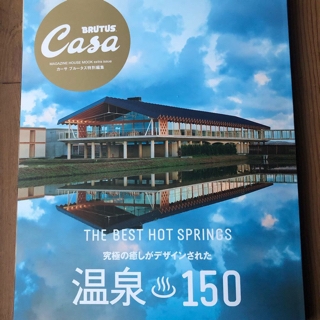 BRUTUS
Casa
MAGAZINE HOUSE MOOK extra issue
カーサ ブルータス特別編集
THE BEST HOT SPRINGS
究極の癒しがデザインされた
温泉♨150